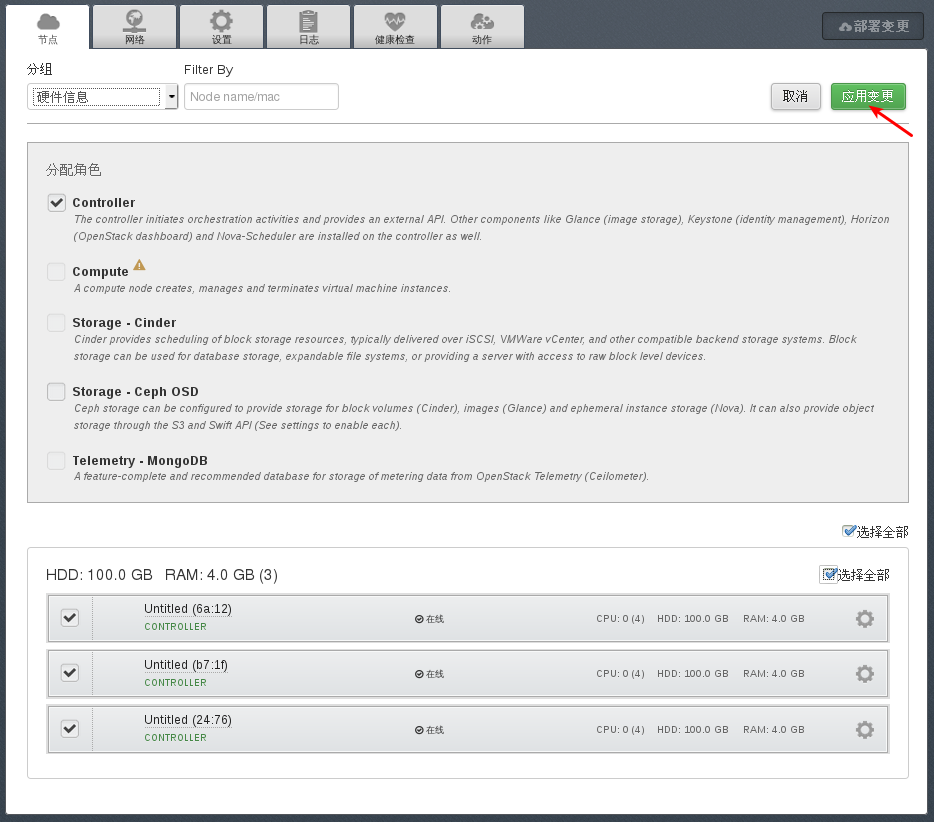 节点
网络
设置
日志
健康检查
动作
部署变更
分组
Filter By
硬件信息
Node name/mac
取消
应用变更
分配角色
Controller
The controller initiates orchestration activities and provides an external API. Other components like Glance (image storage), Keystone (identity management), Horizon
(OpenStack dashboard) and Nova-Scheduler are installed on the controller as well.
Compute
A compute node creates, manages and terminates virtual machine instances.
Storage - Cinder
Cinder provides scheduling of block storage resources, typically delivered over iSCSI, VMWare vCenter, and other compatible backend storage systems. Block
storage can be used for database storage, expandable file systems, or providing a server with access to raw block level devices.
Storage - Ceph OSD
Ceph storage can be configured to provide storage for block volumes (Cinder), images (Glance) and ephemeral instance storage (Nova). It can also provide object
storage through the S3 and Swift API (See settings to enable each).
Telemetry - MongoDB
A feature-complete and recommended database for storage of metering data from OpenStack Telemetry (Ceilometer).
选择全部
HDD: 100.0 GB RAM: 4.0 GB (3)
选择全部
Untitled (6a:12)
CONTROLLER
在线
CPU: 0 (4) HDD: 100.0 GB RAM: 4.0 GB
Untitled (b7:1f)
CONTROLLER
在线
CPU: 0 (4) HDD: 100.0 GB RAM: 4.0 GB
Untitled (24:76)
CONTROLLER
在线
CPU: 0 (4) HDD: 100.0 GB RAM: 4.0 GB